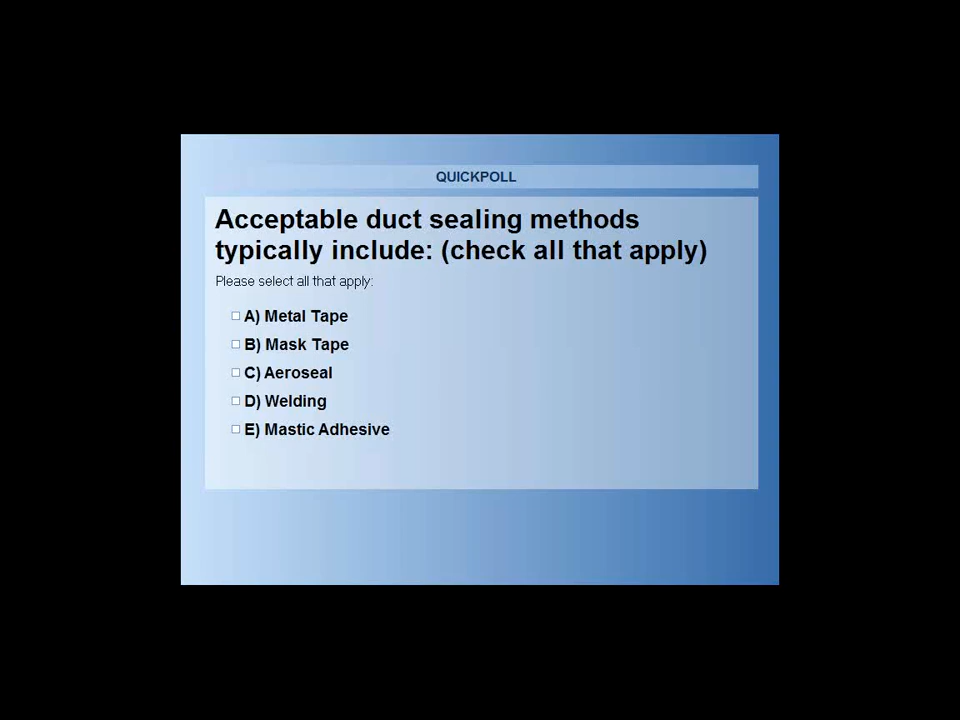 QUICKPOLL
Acceptable duct sealing methods
typically include: (check all that apply)
Please select all that apply:
A) Metal Tape
B) Mask Tape
C) Aeroseal
D) Welding
E) Mastic Adhesive